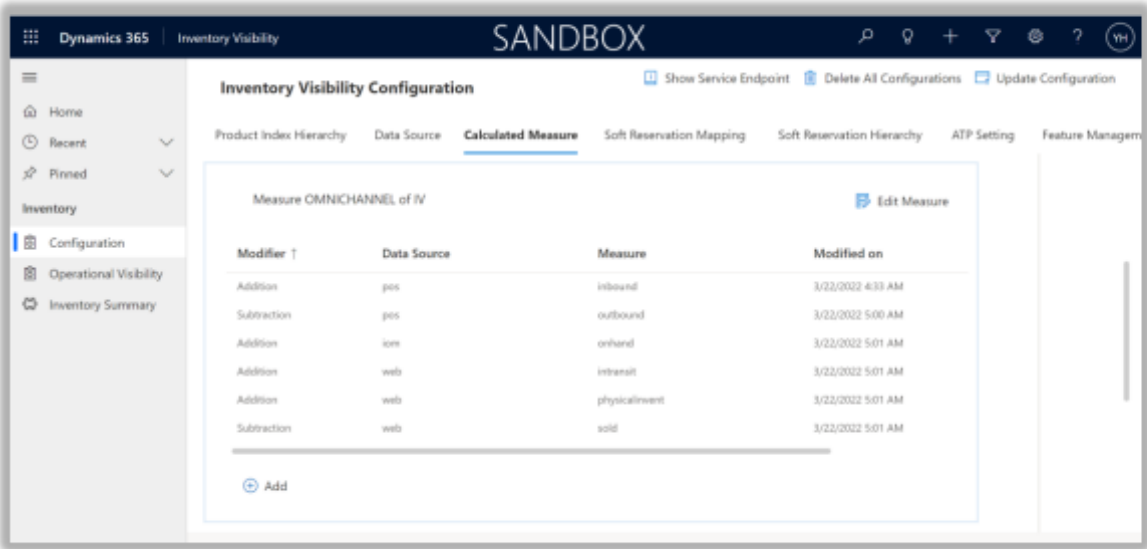 Dynamics 365 | Inventory Visibility SANDBOX ? YH
Inventory Visibility Configuration Show Service Endpoint Delete All Configurations Update Configuration
Home
Recent
Pinned
Inventory
Configuration
Operational Visibility
Inventory Summary
Product Index Hierarchy Data Source Calculated Measure Soft Reservation Mapping Soft Reservation Hierarchy ATP Setting Feature Managem
Measure OMNICHANNEL of IV Edit Measure
Modifier ↑ Data Source Measure Modified on
Addition pos inbound 3/22/2022 4:33 AM
Subtraction pos outbound 3/22/2022 5:00 AM
Addition iom onhand 3/22/2022 5:01 AM
Addition web intransit 3/22/2022 5:01 AM
Addition web physicalinvent 3/22/2022 5:01 AM
Subtraction web sold 3/22/2022 5:01 AM
Add